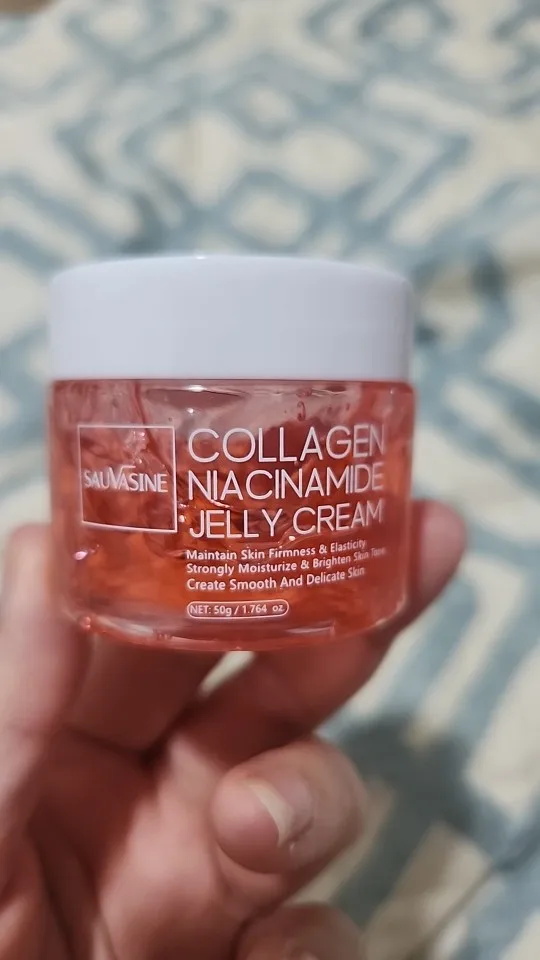 SAUVASINE
COLLAGEN
NIACINAMIDE
JELLY CREAM
Maintain Skin Firmness & Elasticity
Strongly Moisturize & Brighten Skin Tone
Create Smooth And Delicate Skin
NET: 50g / 1.764 oz